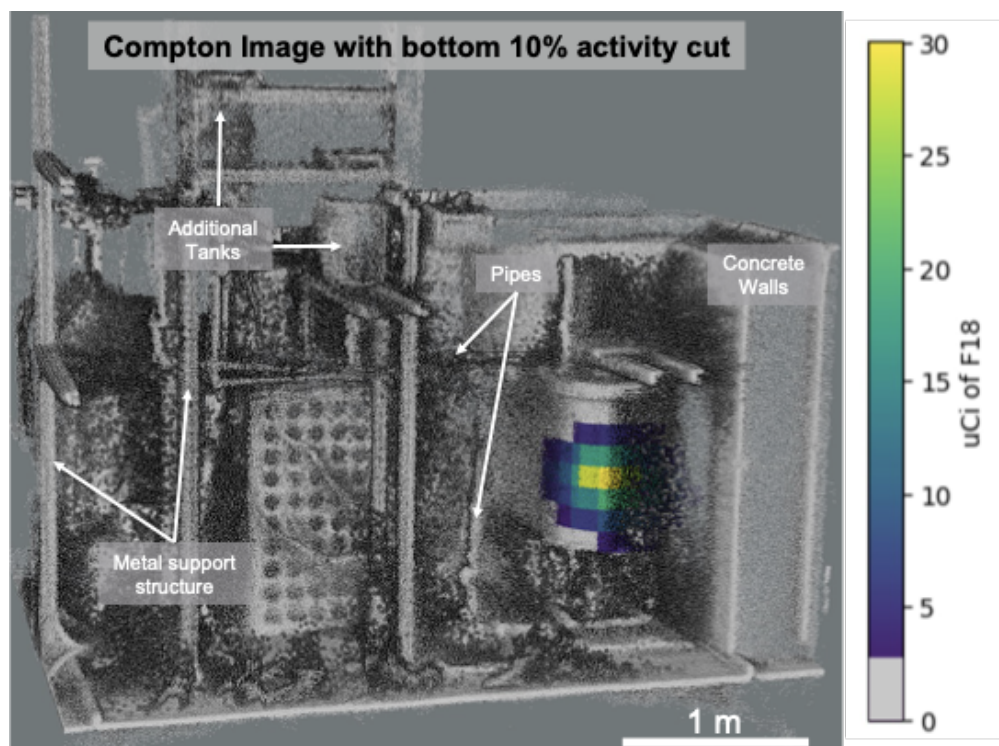 Compton Image with bottom 10% activity cut
Additional
Tanks
Pipes
Concrete
Walls
Metal support
structure
1 m
30
25
20
15
10
5
0
uCi of F18